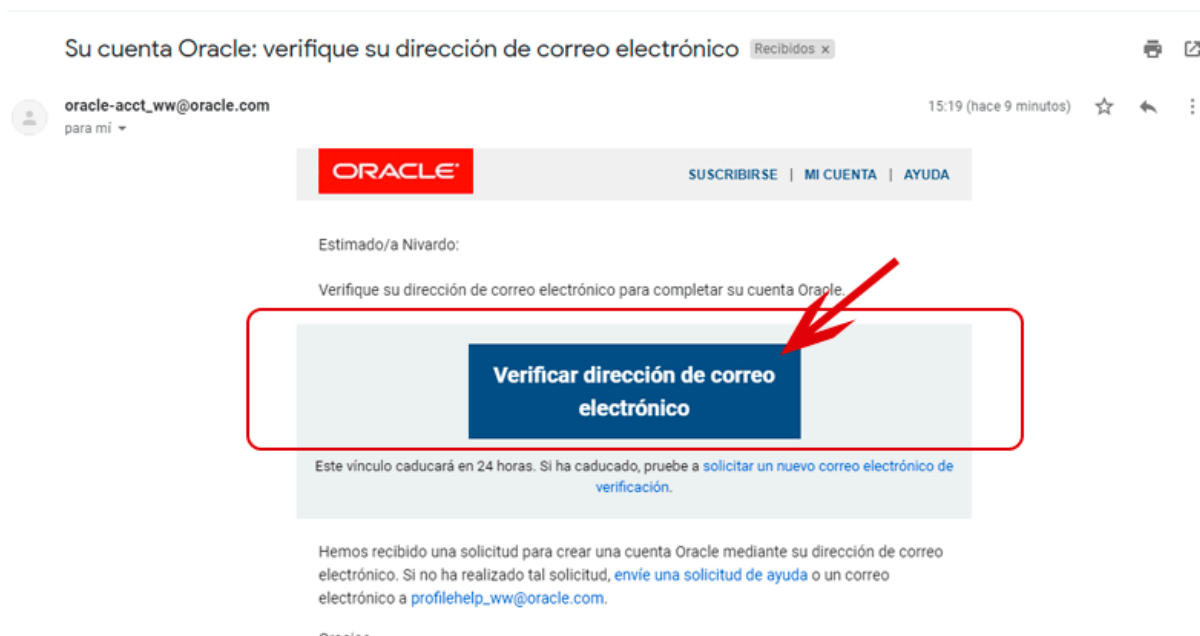 Su cuenta Oracle: verifique su dirección de correo electrónico Recibidos x
oracle-acct_ww@oracle.com
15:19 (hace 9 minutos)
para mí
ORACLE
SUSCRIBIRSE | MI CUENTA | AYUDA
Estimado/a Nivardo:
Verifique su dirección de correo electrónico para completar su cuenta Oracle.
Verificar dirección de correo
electrónico
Este vínculo caducará en 24 horas. Si ha caducado, pruebe a solicitar un nuevo correo electrónico de
verificación.
Hemos recibido una solicitud para crear una cuenta Oracle mediante su dirección de correo
electrónico. Si no ha realizado tal solicitud, envíe una solicitud de ayuda o un correo
electrónico a profilehelp_ww@oracle.com.